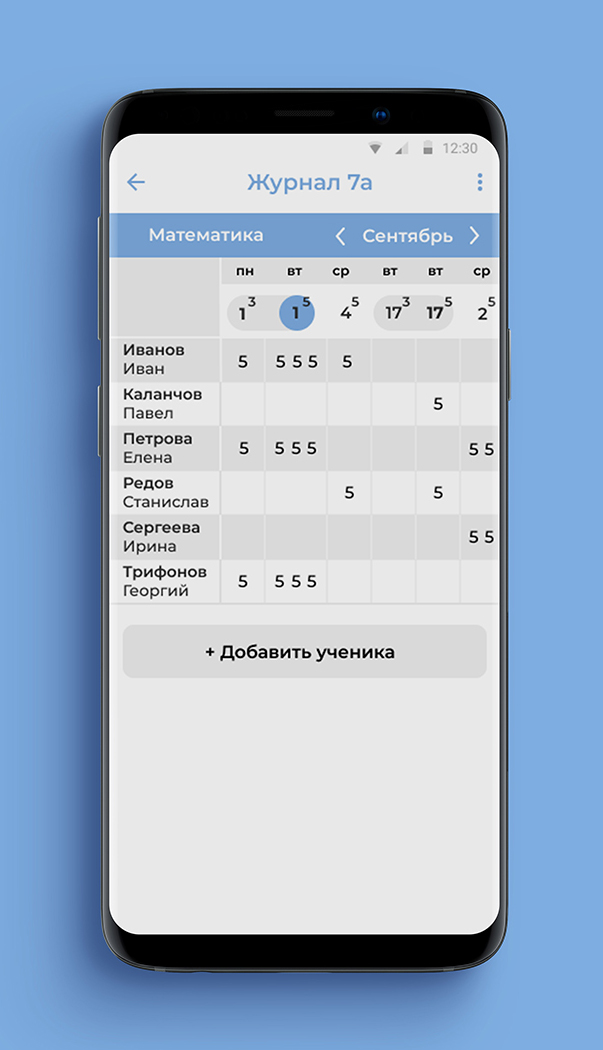 12:30
Журнал 7а
Математика Сентябрь
пн вт ср вт вт ср
1 3 1 5 4 5 17 3 17 5 2 5
Иванов
Иван
5 5 5 5 5
Каланчов
Павел
5
Петрова
Елена
5 5 5 5 5 5
Редов
Станислав
5 5
Сергеева
Ирина
5 5
Трифонов
Георгий
5 5 5 5
+ Добавить ученика